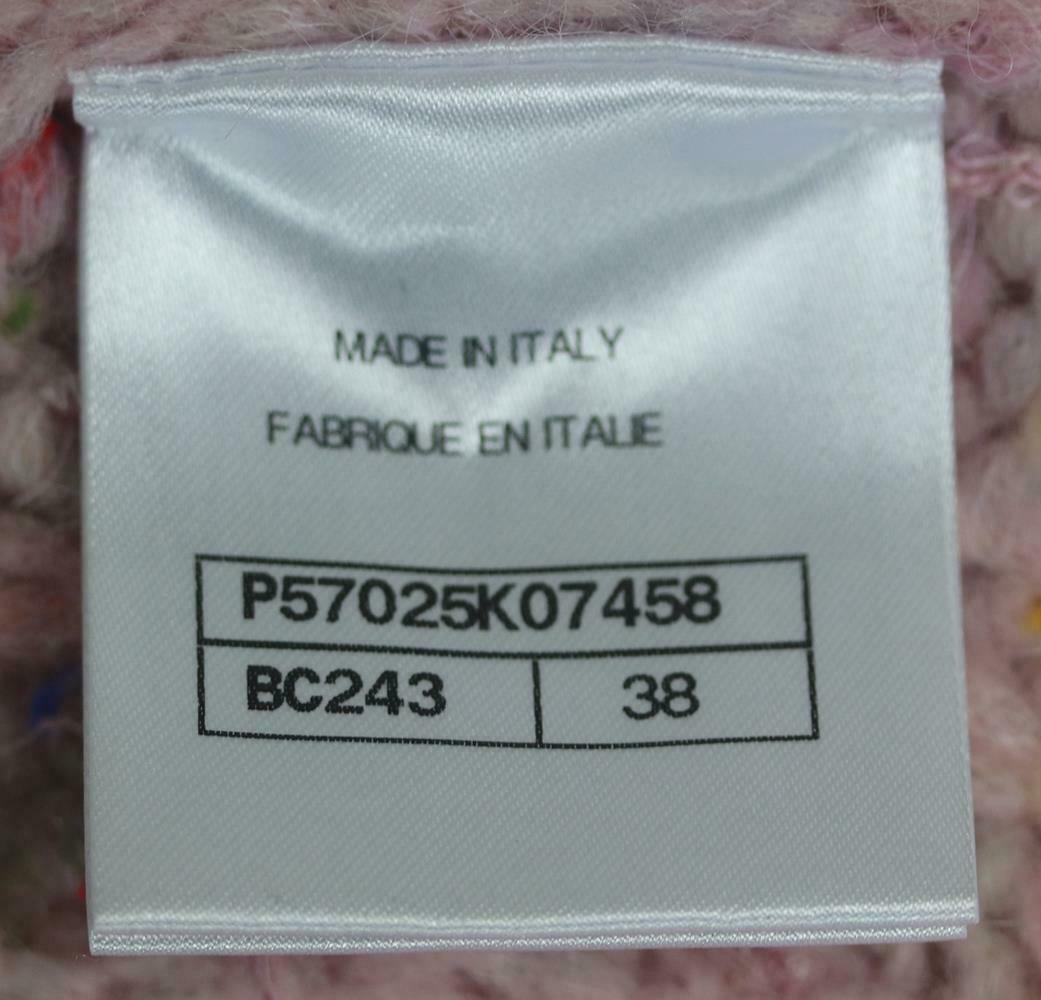 MADE IN ITALY
FABRIQUE EN ITALIE
P57025K07458
BC243 38